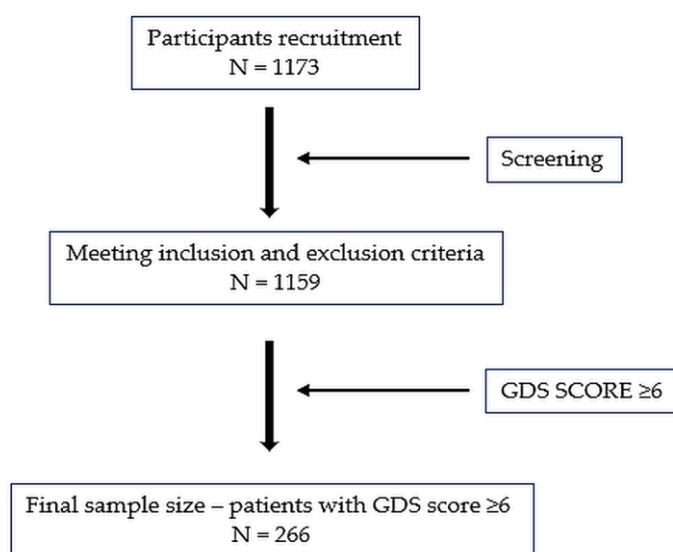 Participants recruitment
N = 1173
Screening
Meeting inclusion and exclusion criteria
N = 1159
GDS SCORE ≥6
Final sample size – patients with GDS score ≥6
N = 266